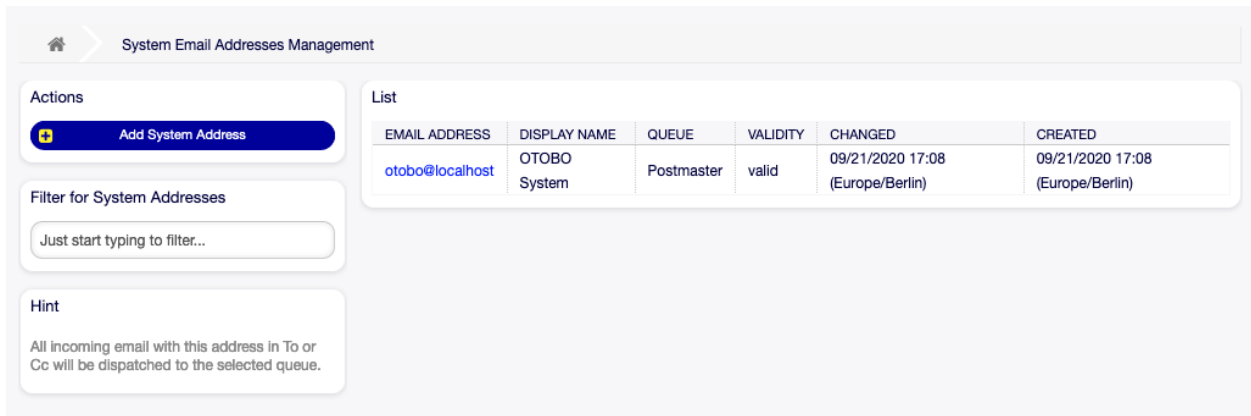 System Email Addresses Management
Actions
Add System Address
Filter for System Addresses
Just start typing to filter...
Hint
All incoming email with this address in To or
Cc will be dispatched to the selected queue.
List
EMAIL ADDRESS DISPLAY NAME QUEUE VALIDITY CHANGED CREATED
otobo@localhost OTOBO System Postmaster valid 09/21/2020 17:08 (Europe/Berlin) 09/21/2020 17:08 (Europe/Berlin)